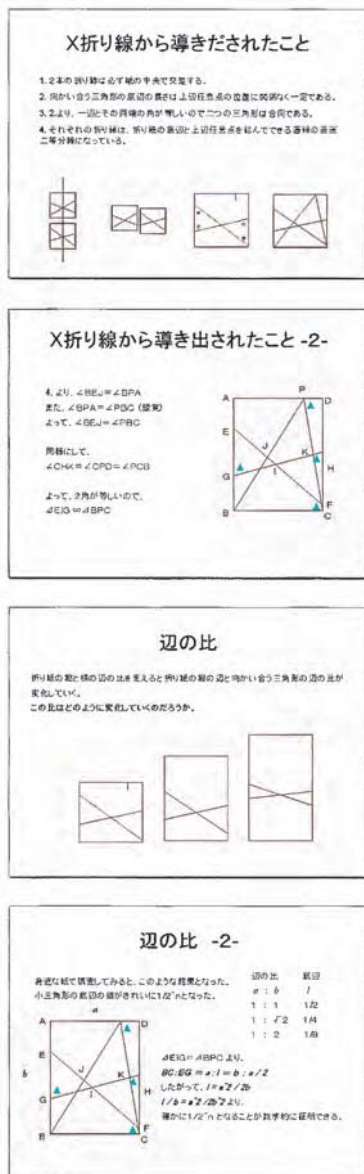 X折り線から導きだされたこと
1. 2本の折り線は必ず紙の中央で交差する。
2. 向かい合う三角形の底辺の長さは上辺任意点の位置に関係なく一定である。
3. 2.より、一辺とその両端の角が等しいので二つの三角形は合同である。
4. それぞれの折り線は、折り紙の底辺と上辺任意点を結んでできる直線の垂直
二等分線になっている。
X折り線から導き出されたこと -2-
4. より、∠BEJ=∠BPA
また、∠BPA=∠PBC (錯角)
よって、∠BEJ=∠PBC
同様にして、
∠CHK=∠CPD=∠PCB
よって、2角が等しいので、
⊿EIG∽⊿BPC
A
P
D
E
J
K
G
I
H
F
B
C
辺の比
折り紙の縦と横の辺の比を変えると折り紙の縦の辺と向かい合う三角形の辺の比が
変化していく。
この比はどのように変化していくのだろうか。
l
辺の比 -2-
身近な紙で調査してみると、このような結果となった。
小三角形の底辺の値がきれいに1/2^nとなった。
辺の比 底辺
a : b l
1 : 1 1/2
1 : √2 1/4
1 : 2 1/8
a
A
D
E
b
J
K
G
I
H
F
B
C
⊿EIG∽⊿BPC より、
BC:EG = a:l = b : a/2
したがって、l=a^2/2b
l/b=a^2/2b^2より、
確かに1/2^nとなることが数学的に証明できる。